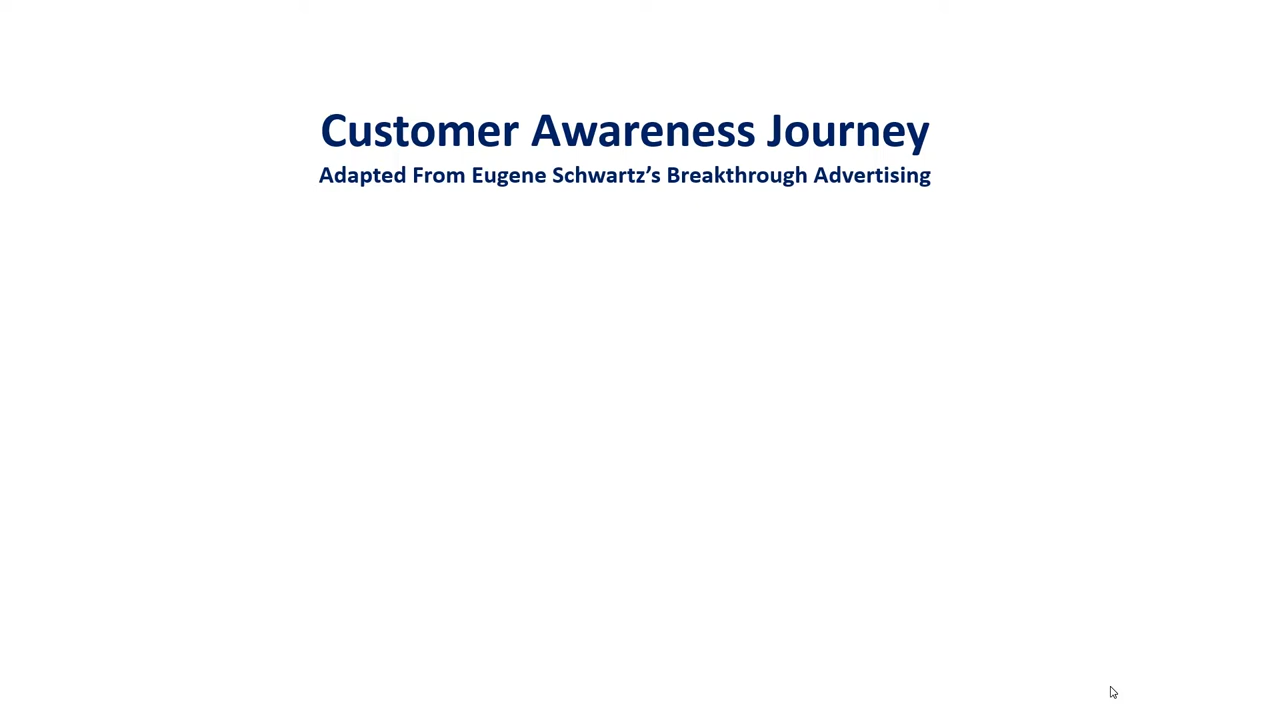 Customer Awareness Journey
Adapted From Eugene Schwartz’s Breakthrough Advertising